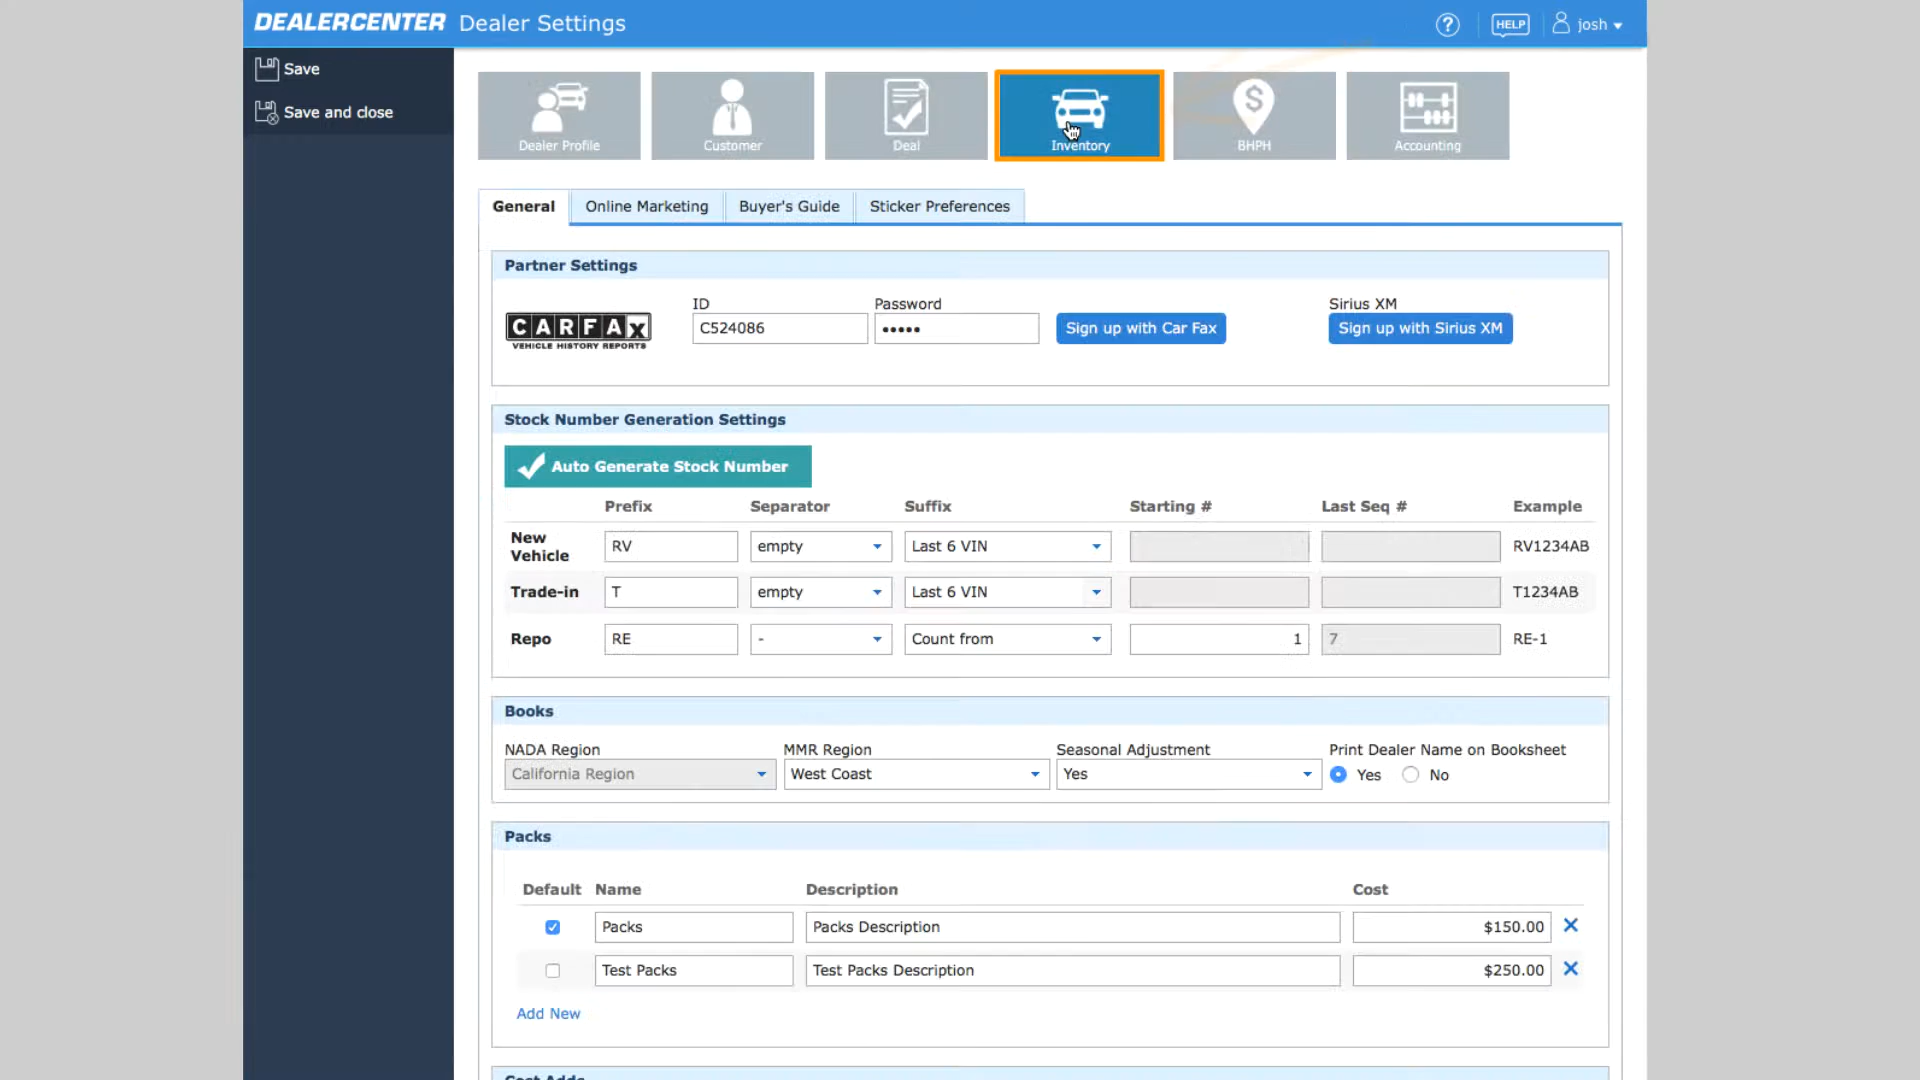 DEALERCENTER Dealer Settings
? HELP josh
Save
Save and close
Dealer Profile
Customer
Deal
Inventory
BHPH
Accounting
General
Online Marketing
Buyer's Guide
Sticker Preferences
Partner Settings
CARFAX
VEHICLE HISTORY REPORTS
ID
C524086
Password
•••••
Sign up with Car Fax
Sirius XM
Sign up with Sirius XM
Stock Number Generation Settings
Auto Generate Stock Number
Prefix Separator Suffix Starting # Last Seq # Example
New Vehicle RV empty Last 6 VIN RV1234AB
Trade-in T empty Last 6 VIN T1234AB
Repo RE - Count from 1 7 RE-1
Books
NADA Region MMR Region Seasonal Adjustment Print Dealer Name on Booksheet
California Region West Coast Yes Yes No
Packs
Default Name Description Cost
Packs Packs Description $150.00
Test Packs Test Packs Description $250.00
Add New
Cost Adds